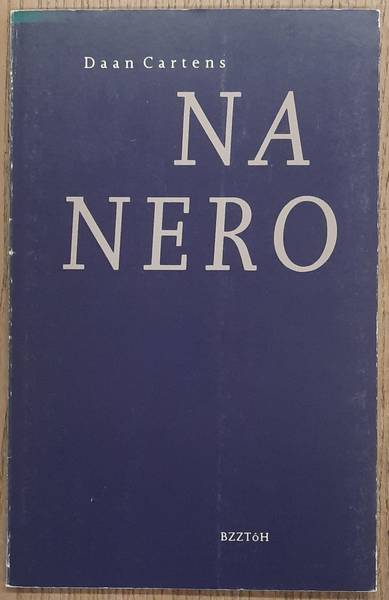 Daan Cartens
NA
NERO
BZZTôH